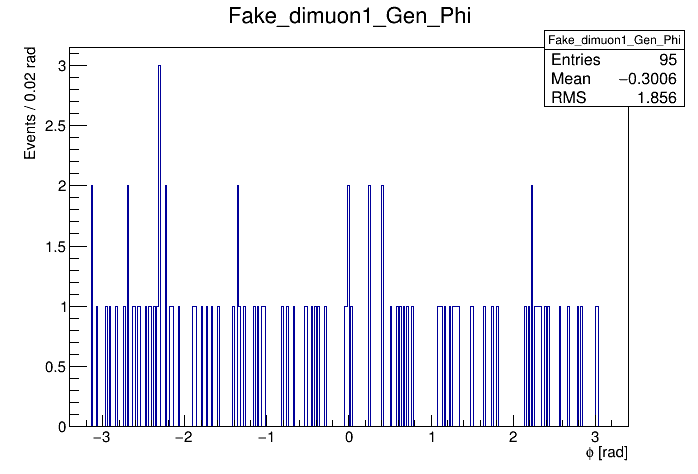 Fake_dimuon1_Gen_Phi
Fake_dimuon1_Gen_Phi
Entries 95
Mean −0.3006
RMS 1.856
Events / 0.02 rad
3
2.5
2
1.5
1
0.5
0
−3 −2 −1 0 1 2 3
ϕ [rad]